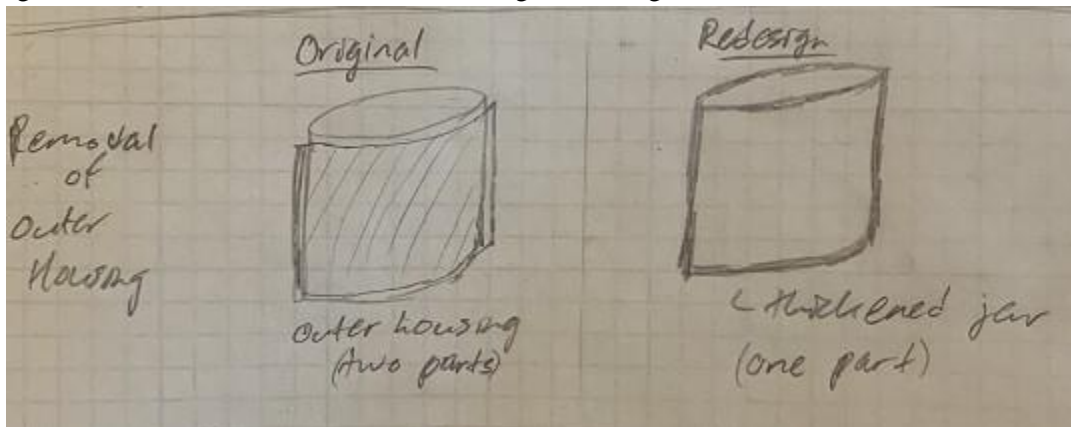 Original
Redesign
Removal
of
Outer
Housing
Outer housing
(two parts)
thickened jar
(one part)